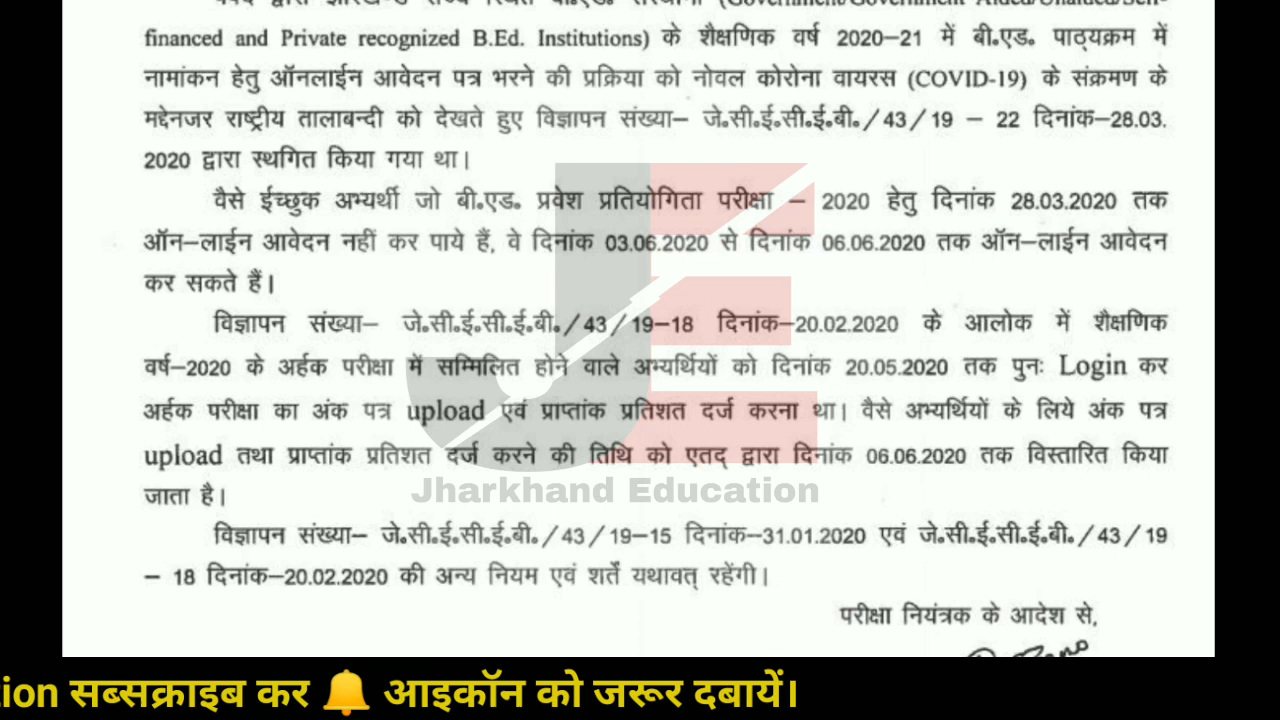 (Government/Government Aided/Unaided/Self-
financed and Private recognized B.Ed. Institutions) के शैक्षणिक वर्ष 2020–21 में बी॰एड॰ पाठ्यक्रम में
नामांकन हेतु ऑनलाईन आवेदन पत्र भरने की प्रक्रिया को नोवल कोरोना वायरस (COVID-19) के संक्रमण के
मद्देनजर राष्ट्रीय तालाबन्दी को देखते हुए विज्ञापन संख्या– जे॰सी॰ई॰सी॰ई॰बी॰/43/19 – 22 दिनांक–28.03.
2020 द्वारा स्थगित किया गया था।
वैसे ईच्छुक अभ्यर्थी जो बी॰एड॰ प्रवेश प्रतियोगिता परीक्षा – 2020 हेतु दिनांक 28.03.2020 तक
ऑन–लाईन आवेदन नहीं कर पाये हैं, वे दिनांक 03.06.2020 से दिनांक 06.06.2020 तक ऑन–लाईन आवेदन
कर सकते हैं।
विज्ञापन संख्या– जे॰सी॰ई॰सी॰ई॰बी॰/43/19–18 दिनांक–20.02.2020 के आलोक में शैक्षणिक
वर्ष–2020 के अर्हक परीक्षा में सम्मिलित होने वाले अभ्यर्थियों को दिनांक 20.05.2020 तक पुनः Login कर
अर्हक परीक्षा का अंक पत्र upload एवं प्राप्तांक प्रतिशत दर्ज करना था। वैसे अभ्यर्थियों के लिये अंक पत्र
upload तथा प्राप्तांक प्रतिशत दर्ज करने की तिथि को एतद् द्वारा दिनांक 06.06.2020 तक विस्तारित किया
जाता है।
Jharkhand Education
विज्ञापन संख्या– जे॰सी॰ई॰सी॰ई॰बी॰/43/19–15 दिनांक–31.01.2020 एवं जे॰सी॰ई॰सी॰ई॰बी॰/43/19
– 18 दिनांक–20.02.2020 की अन्य नियम एवं शर्तें यथावत् रहेंगी।
परीक्षा नियंत्रक के आदेश से,
tion सब्सक्राइब कर 🔔 आइकॉन को जरूर दबायें।